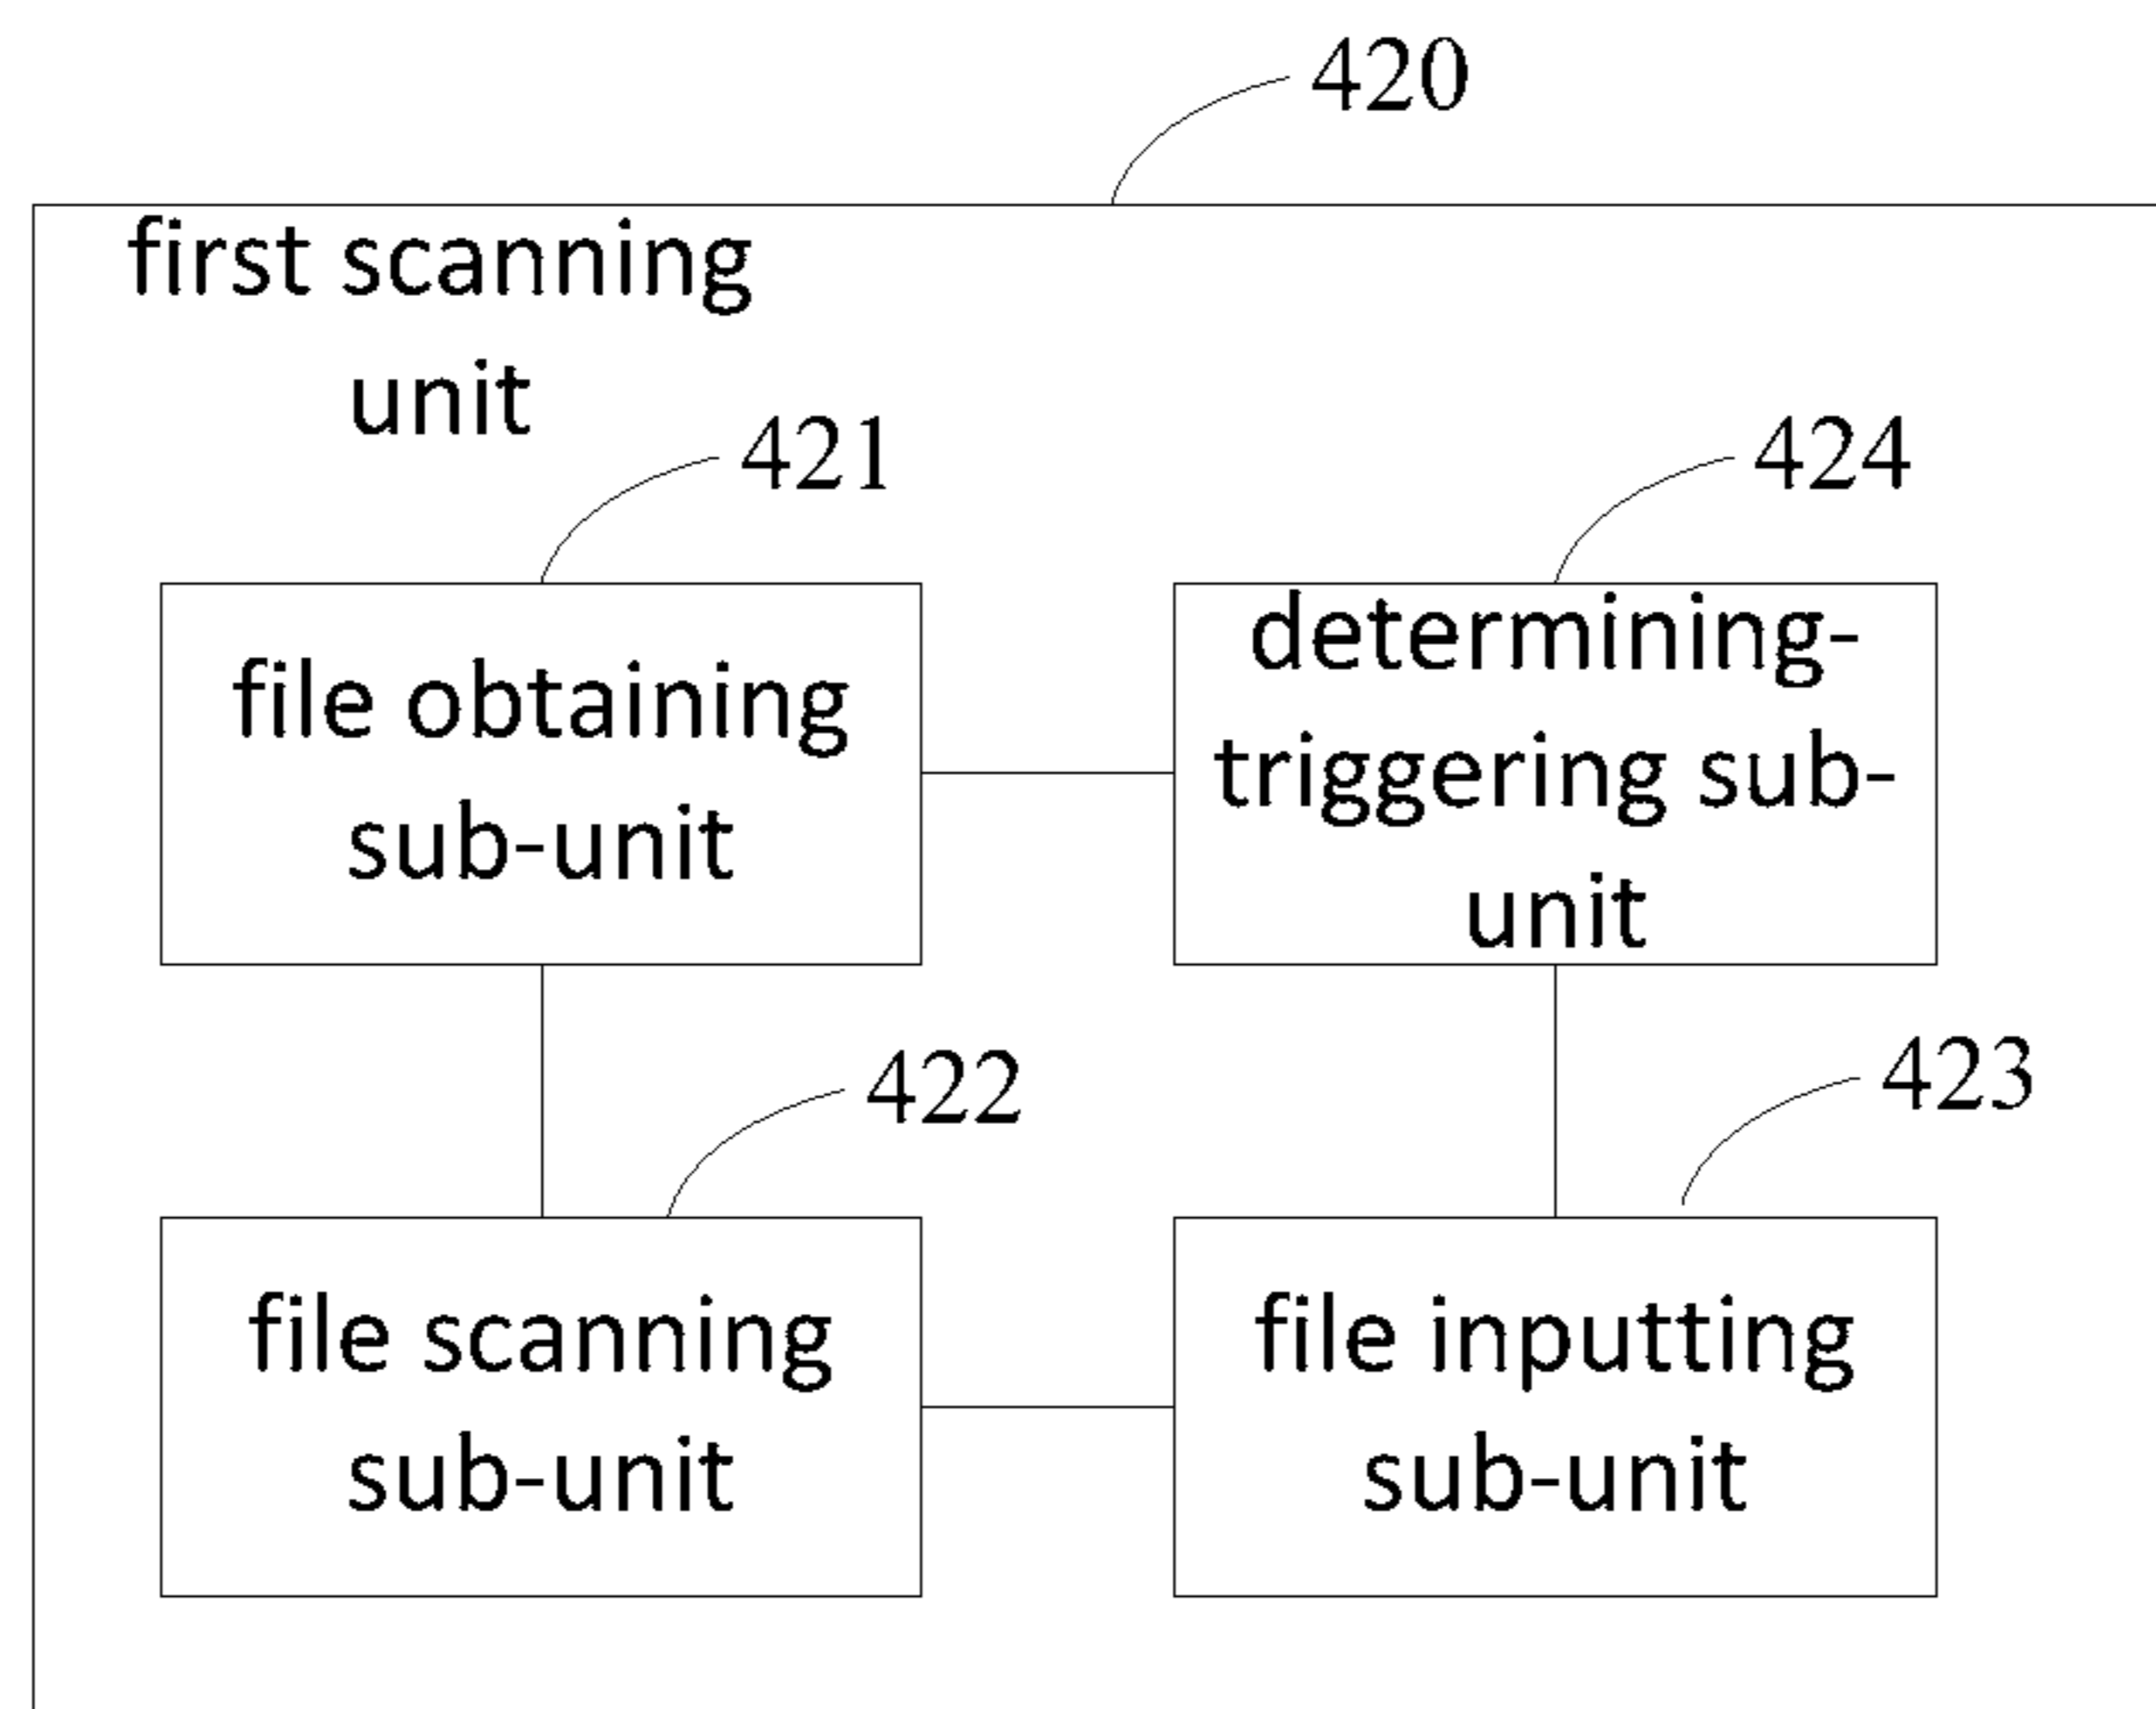 420
first scanning
unit
421
424
file obtaining
sub-unit
determining-
triggering sub-
unit
422
423
file scanning
sub-unit
file inputting
sub-unit